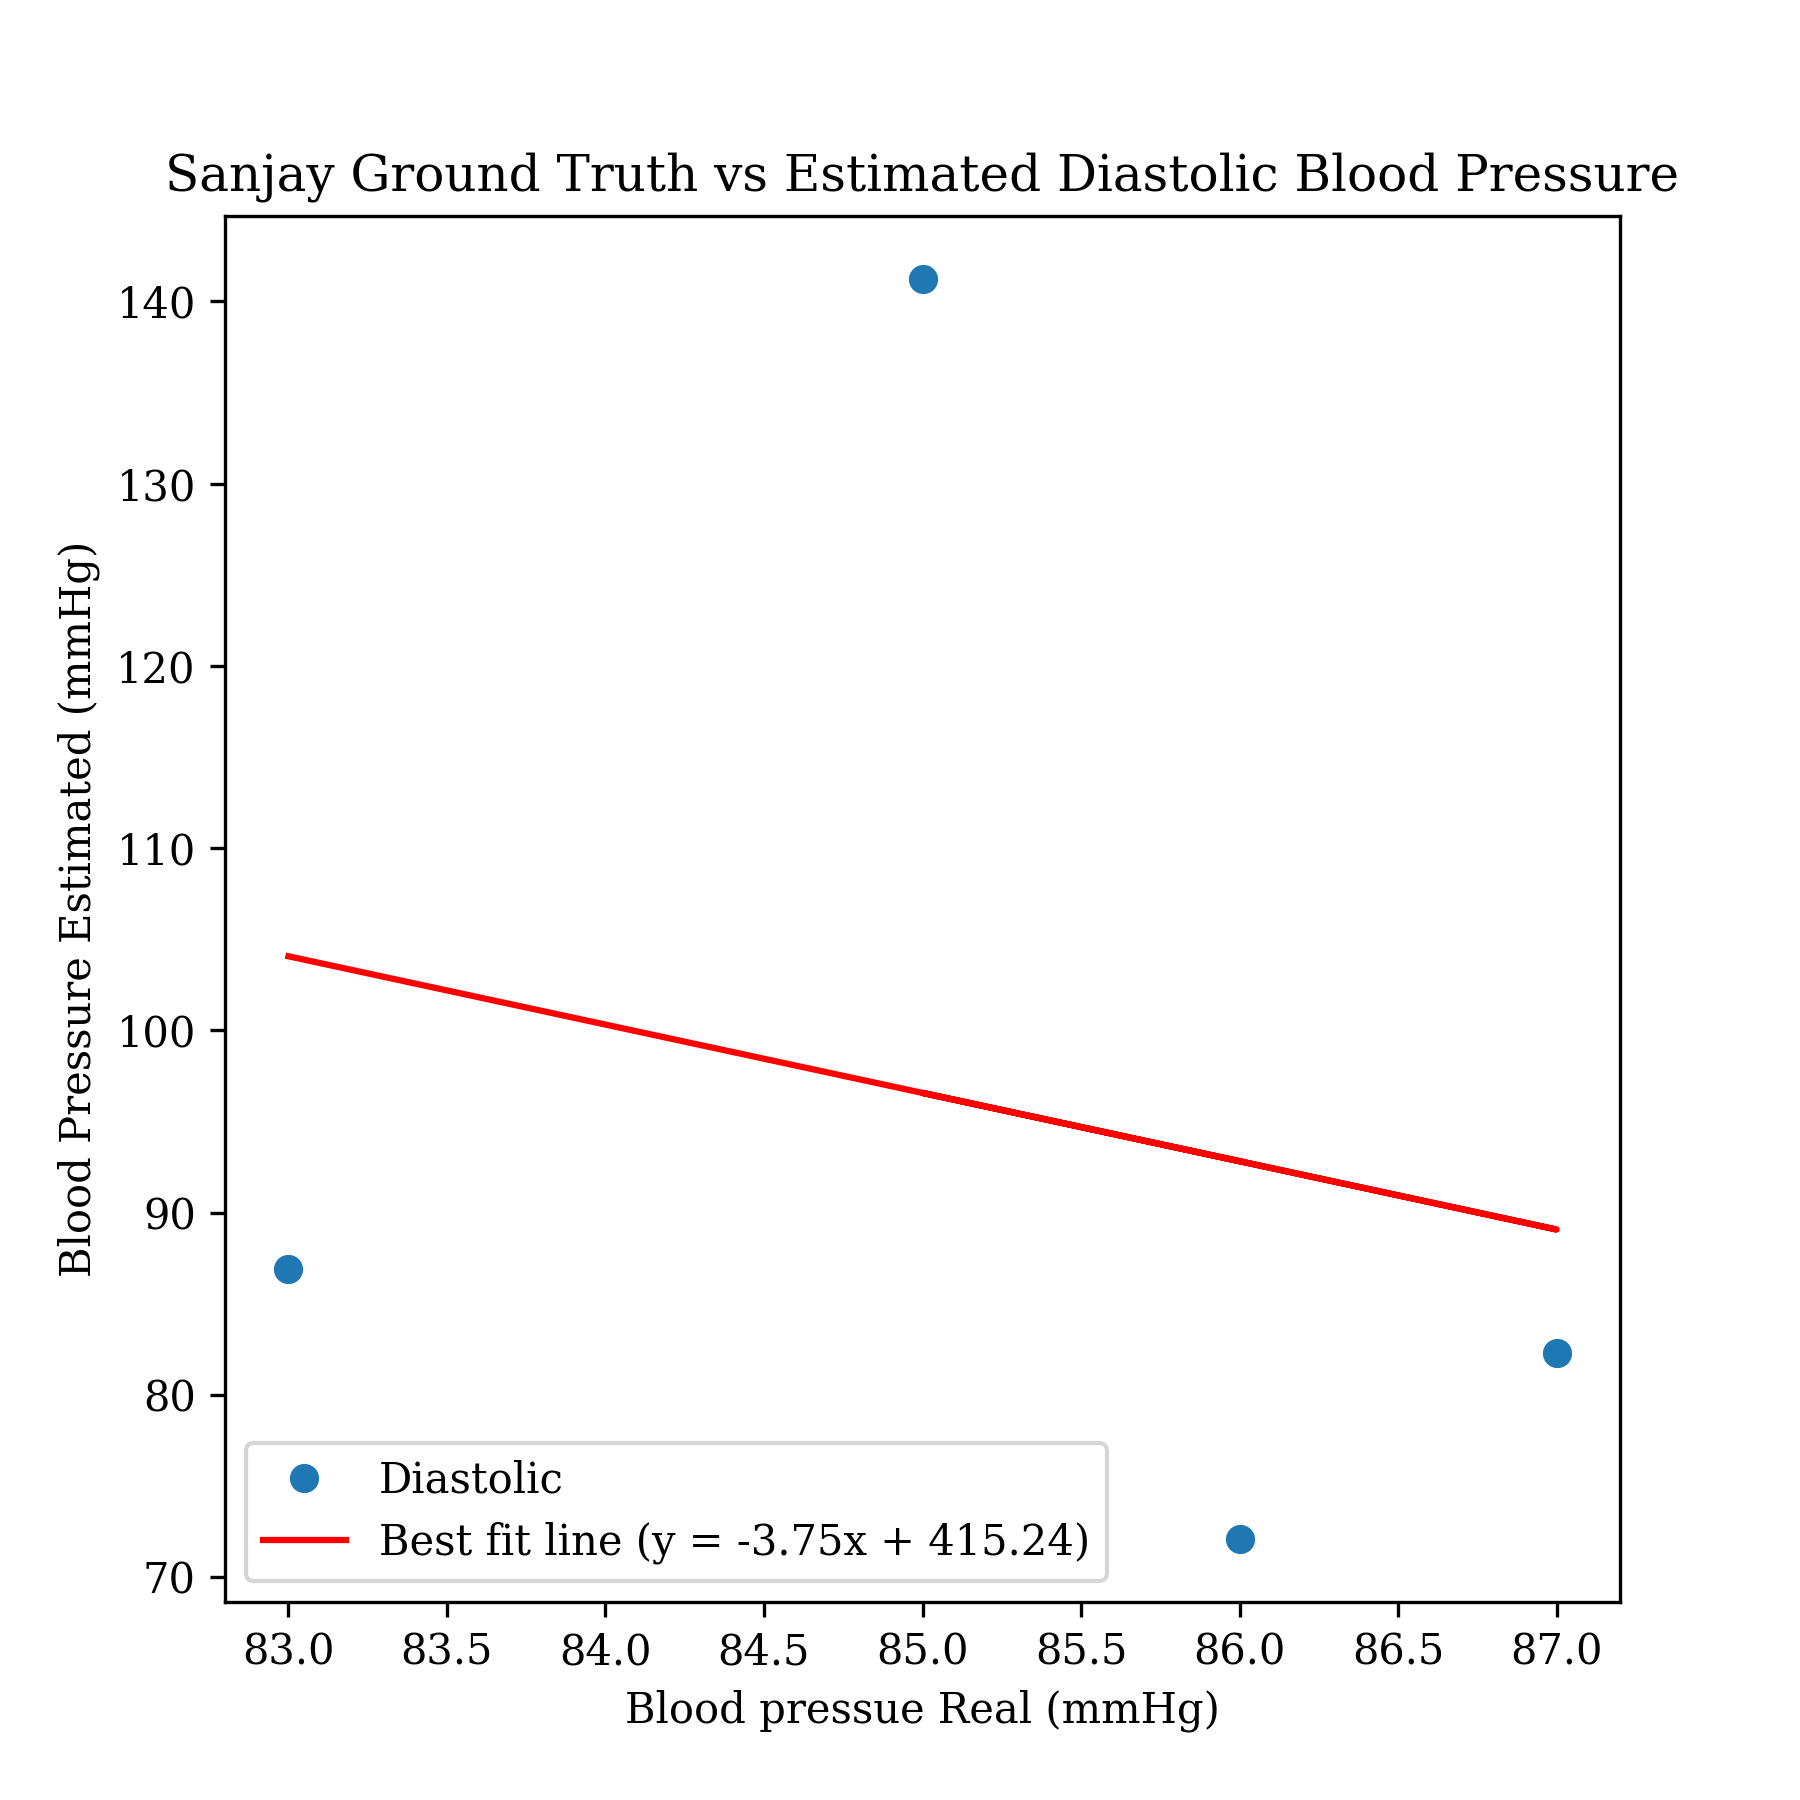 Sanjay Ground Truth vs Estimated Diastolic Blood Pressure
140
130
120
110
100
90
80
70
Blood Pressure Estimated (mmHg)
Diastolic
Best fit line (y = -3.75x + 415.24)
83.0 83.5 84.0 84.5 85.0 85.5 86.0 86.5 87.0
Blood pressue Real (mmHg)